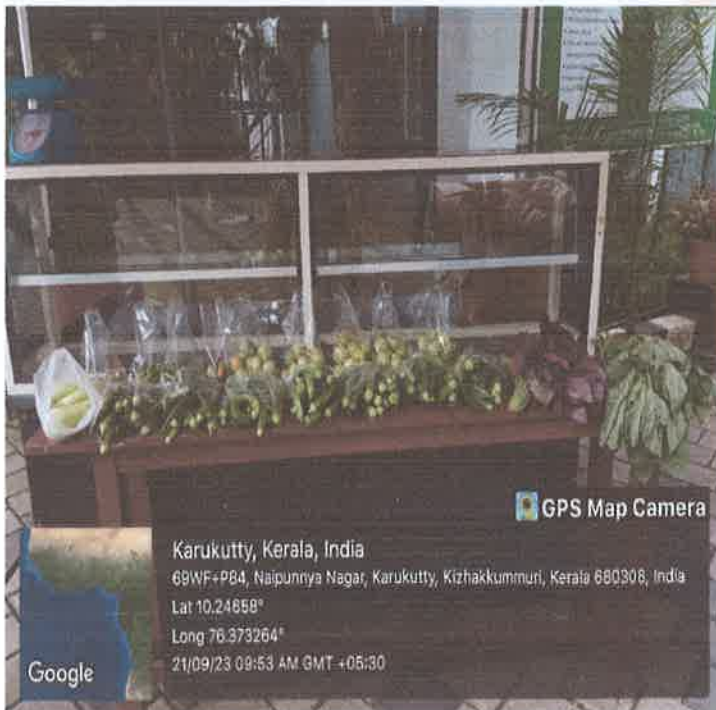 GPS Map Camera
Karukutty, Kerala, India
69WF+P84, Naipunnya Nagar, Karukutty, Kizhakkummuri, Kerala 680308, India
Lat 10.24658°
Long 76.373264°
21/09/23 09:53 AM GMT +05:30
Google